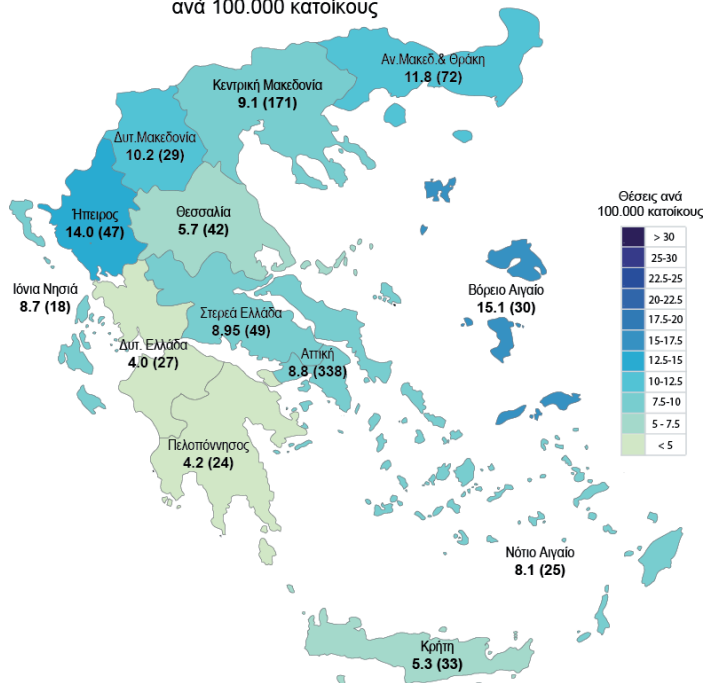 ανά 100.000 κατοίκους
Αν.Μακεδ.& Θράκη
11.8 (72)
Κεντρική Μακεδονία
9.1 (171)
Δυτ.Μακεδονία
10.2 (29)
Ήπειρος
14.0 (47)
Θεσσαλία
5.7 (42)
Ιόνια Νησιά
8.7 (18)
Στερεά Ελλάδα
8.95 (49)
Βόρειο Αιγαίο
15.1 (30)
Δυτ. Ελλάδα
4.0 (27)
Αττική
8.8 (338)
Πελοπόννησος
4.2 (24)
Νότιο Αιγαίο
8.1 (25)
Κρήτη
5.3 (33)
Θέσεις ανά
100.000 κατοίκους
> 30
25-30
22.5-25
20-22.5
17.5-20
15-17.5
12.5-15
10-12.5
7.5-10
5 - 7.5
< 5